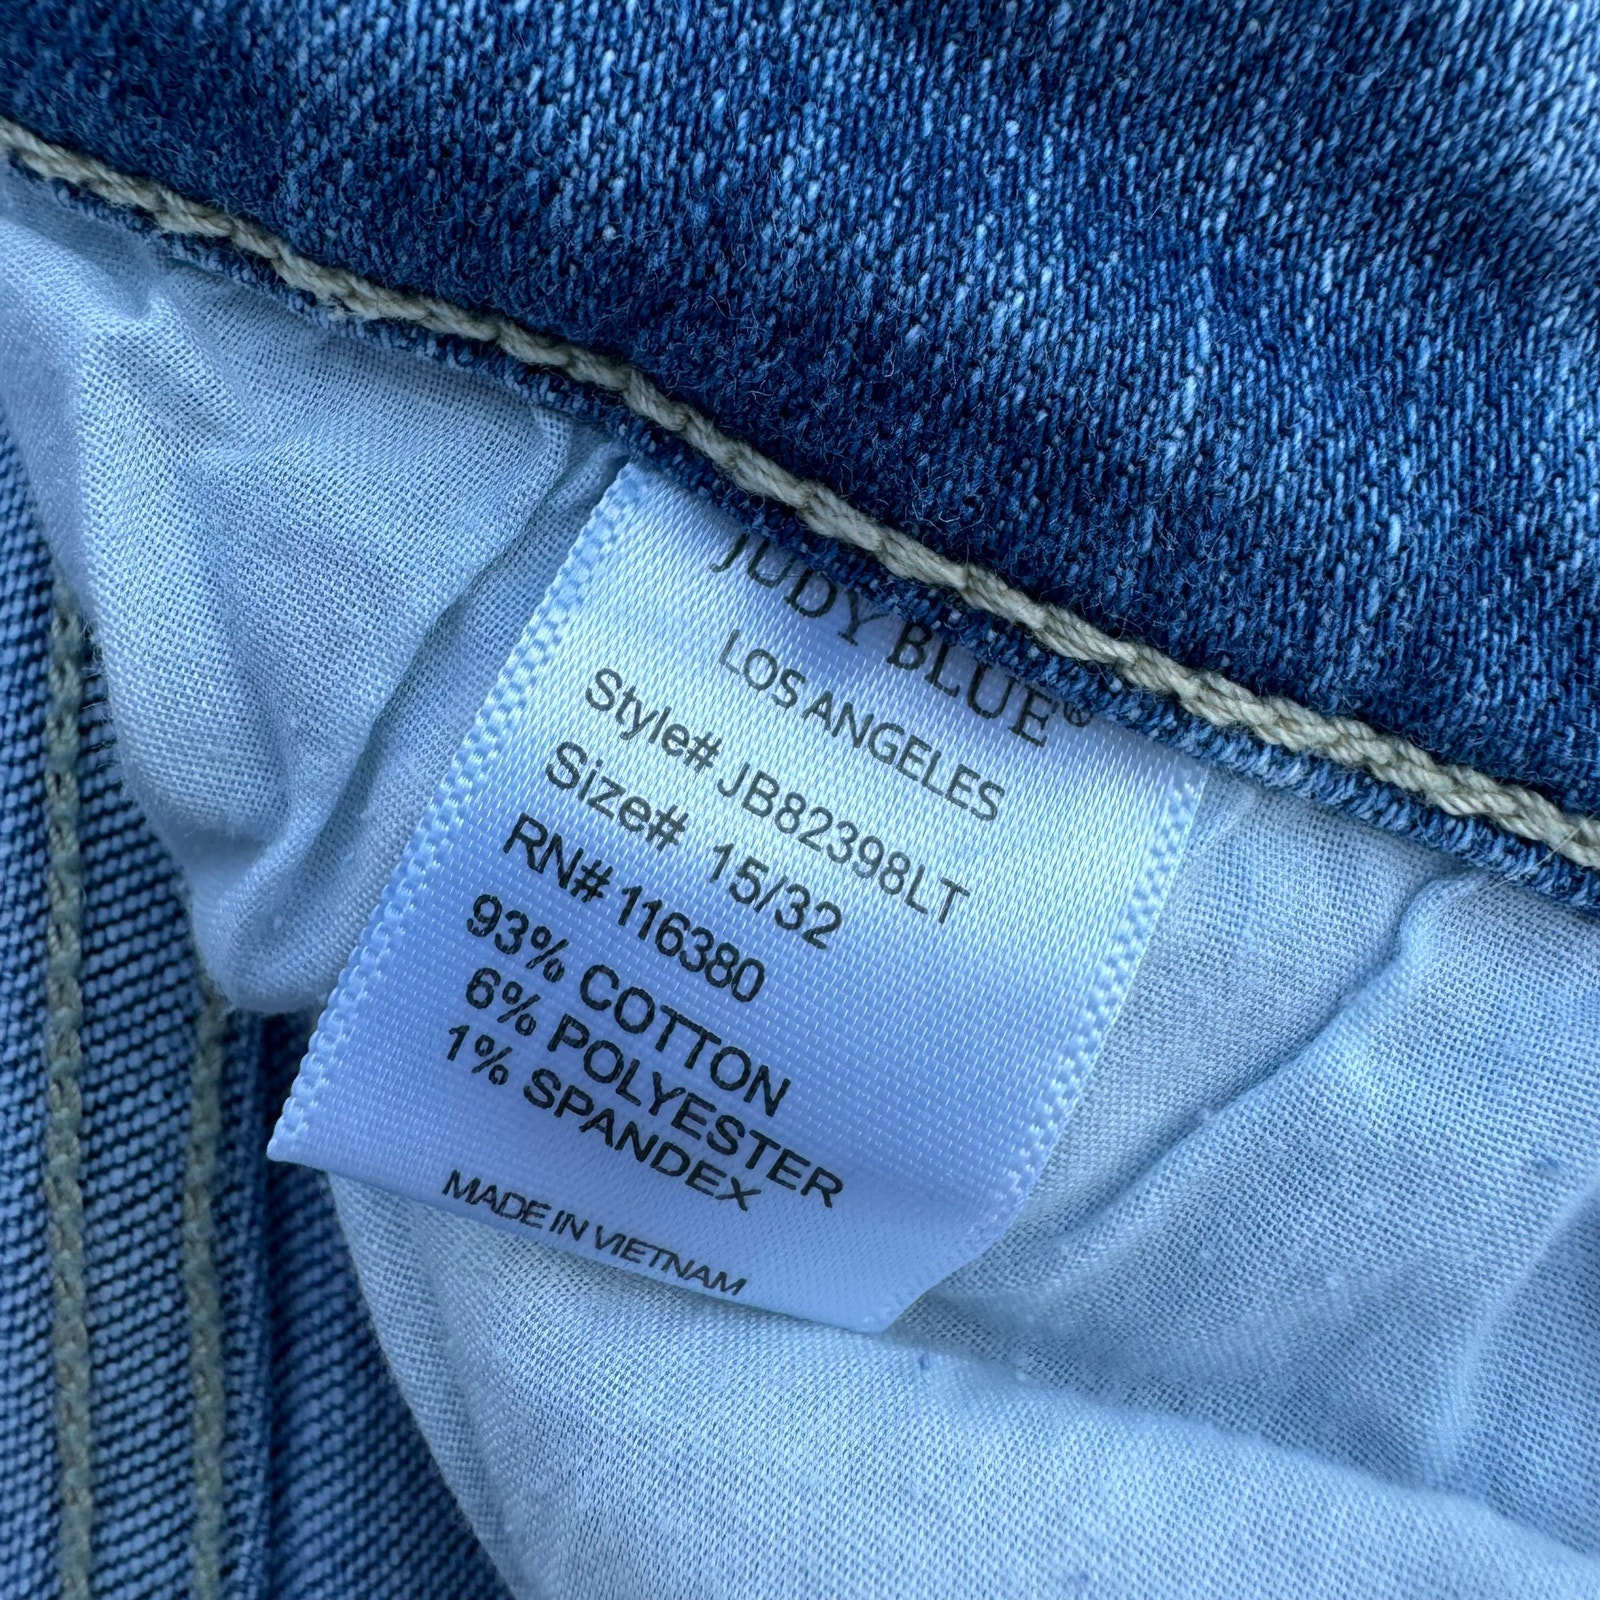 JUDY BLUE®
LOS ANGELES
Style# JB82398LT
Size# 15/32
RN# 116380
93% COTTON
6% POLYESTER
1% SPANDEX
MADE IN VIETNAM